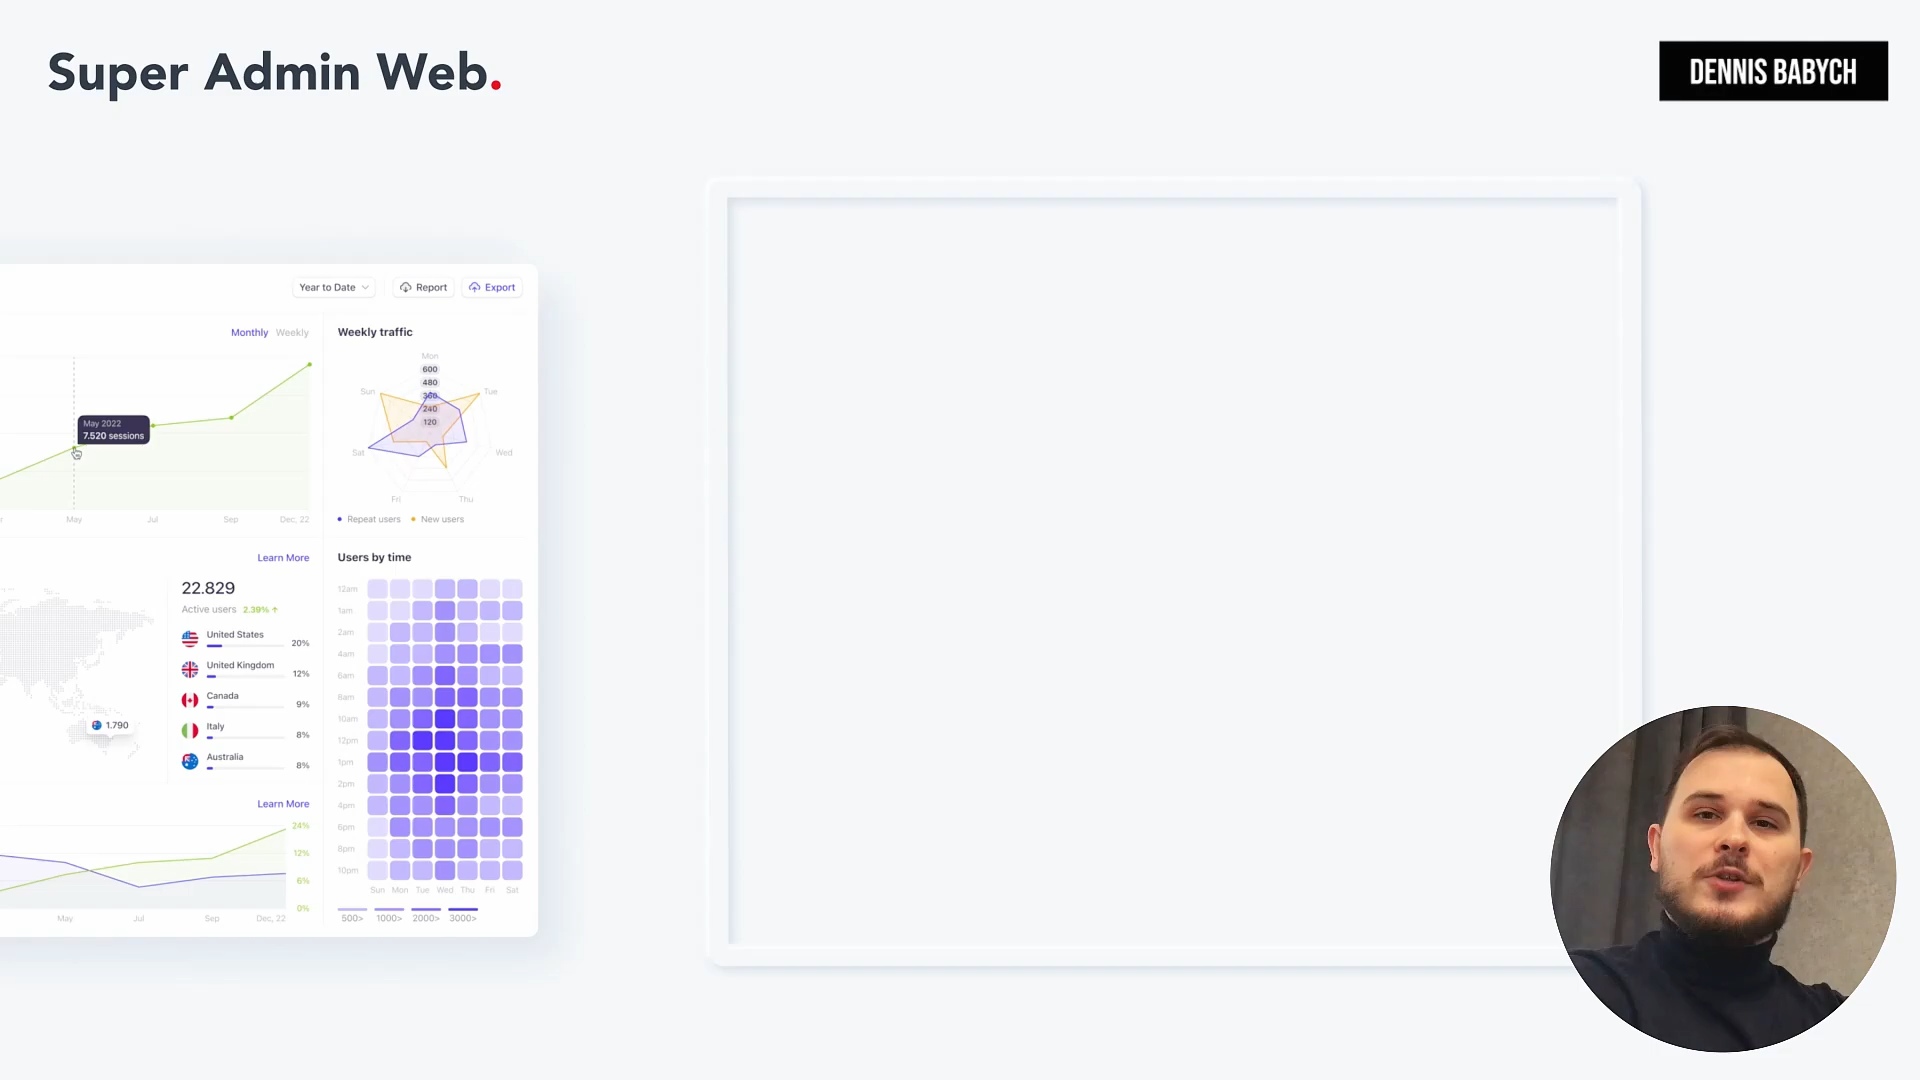 Super Admin Web.
DENNIS BABYCH
Year to Date
Report
Export
Monthly Weekly
May 2022
7.520 sessions
May Jul Sep Dec, 22
Weekly traffic
Mon
600
480
360
240
120
Sun
Tue
Sat
Wed
Fri
Thu
Repeat users New users
Learn More
22.829
Active users 2.39% ↑
United States 20%
United Kingdom 12%
Canada 9%
Italy 8%
Australia 8%
1.790
Learn More
24%
12%
6%
0%
May Jul Sep Dec, 22
Users by time
12am
1am
2am
4am
6am
8am
10am
12pm
1pm
2pm
4pm
6pm
8pm
10pm
Sun Mon Tue Wed Thu Fri Sat
500> 1000> 2000> 3000>